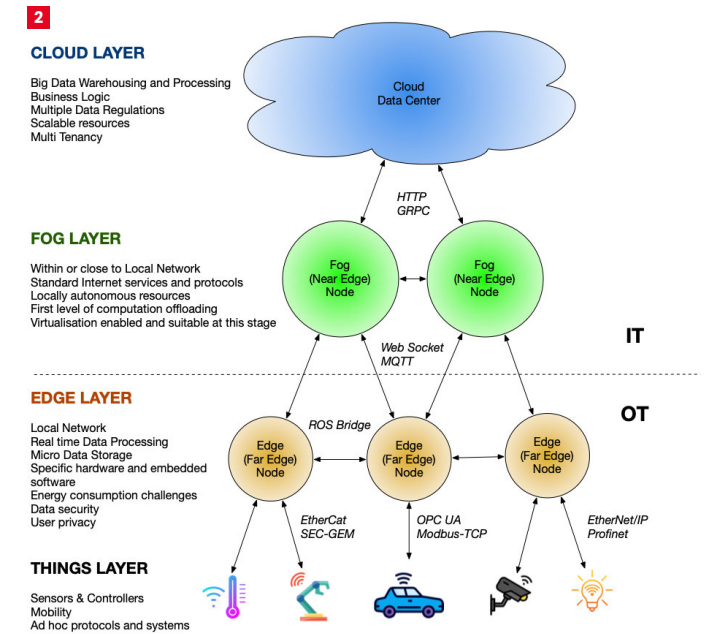 2
CLOUD LAYER
Big Data Warehousing and Processing
Business Logic
Multiple Data Regulations
Scalable resources
Multi Tenancy
Cloud
Data Center
HTTP
GRPC
FOG LAYER
Within or close to Local Network
Standard Internet services and protocols
Locally autonomous resources
First level of computation offloading
Virtualisation enabled and suitable at this stage
Fog
(Near Edge)
Node
Fog
(Near Edge)
Node
Web Socket
MQTT
IT
OT
EDGE LAYER
Local Network
Real time Data Processing
Micro Data Storage
Specific hardware and embedded
software
Energy consumption challenges
Data security
User privacy
ROS Bridge
Edge
(Far Edge)
Node
Edge
(Far Edge)
Node
Edge
(Far Edge)
Node
EtherCat
SEC-GEM
OPC UA
Modbus-TCP
EtherNet/IP
Profinet
THINGS LAYER
Sensors & Controllers
Mobility
Ad hoc protocols and systems